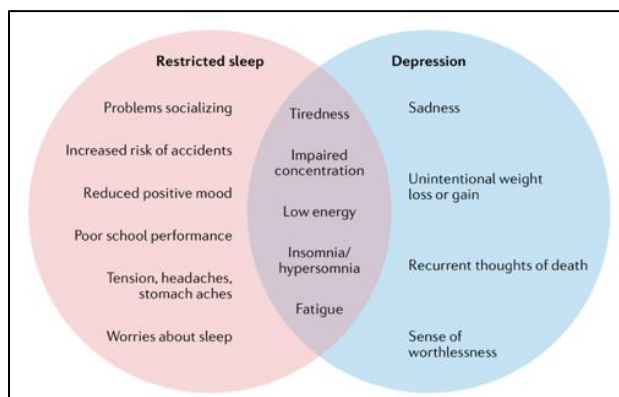 Restricted sleep
Depression
Problems socializing
Increased risk of accidents
Reduced positive mood
Poor school performance
Tension, headaches,
stomach aches
Worries about sleep
Tiredness
Impaired
concentration
Low energy
Insomnia/
hypersomnia
Fatigue
Sadness
Unintentional weight
loss or gain
Recurrent thoughts of death
Sense of
worthlessness